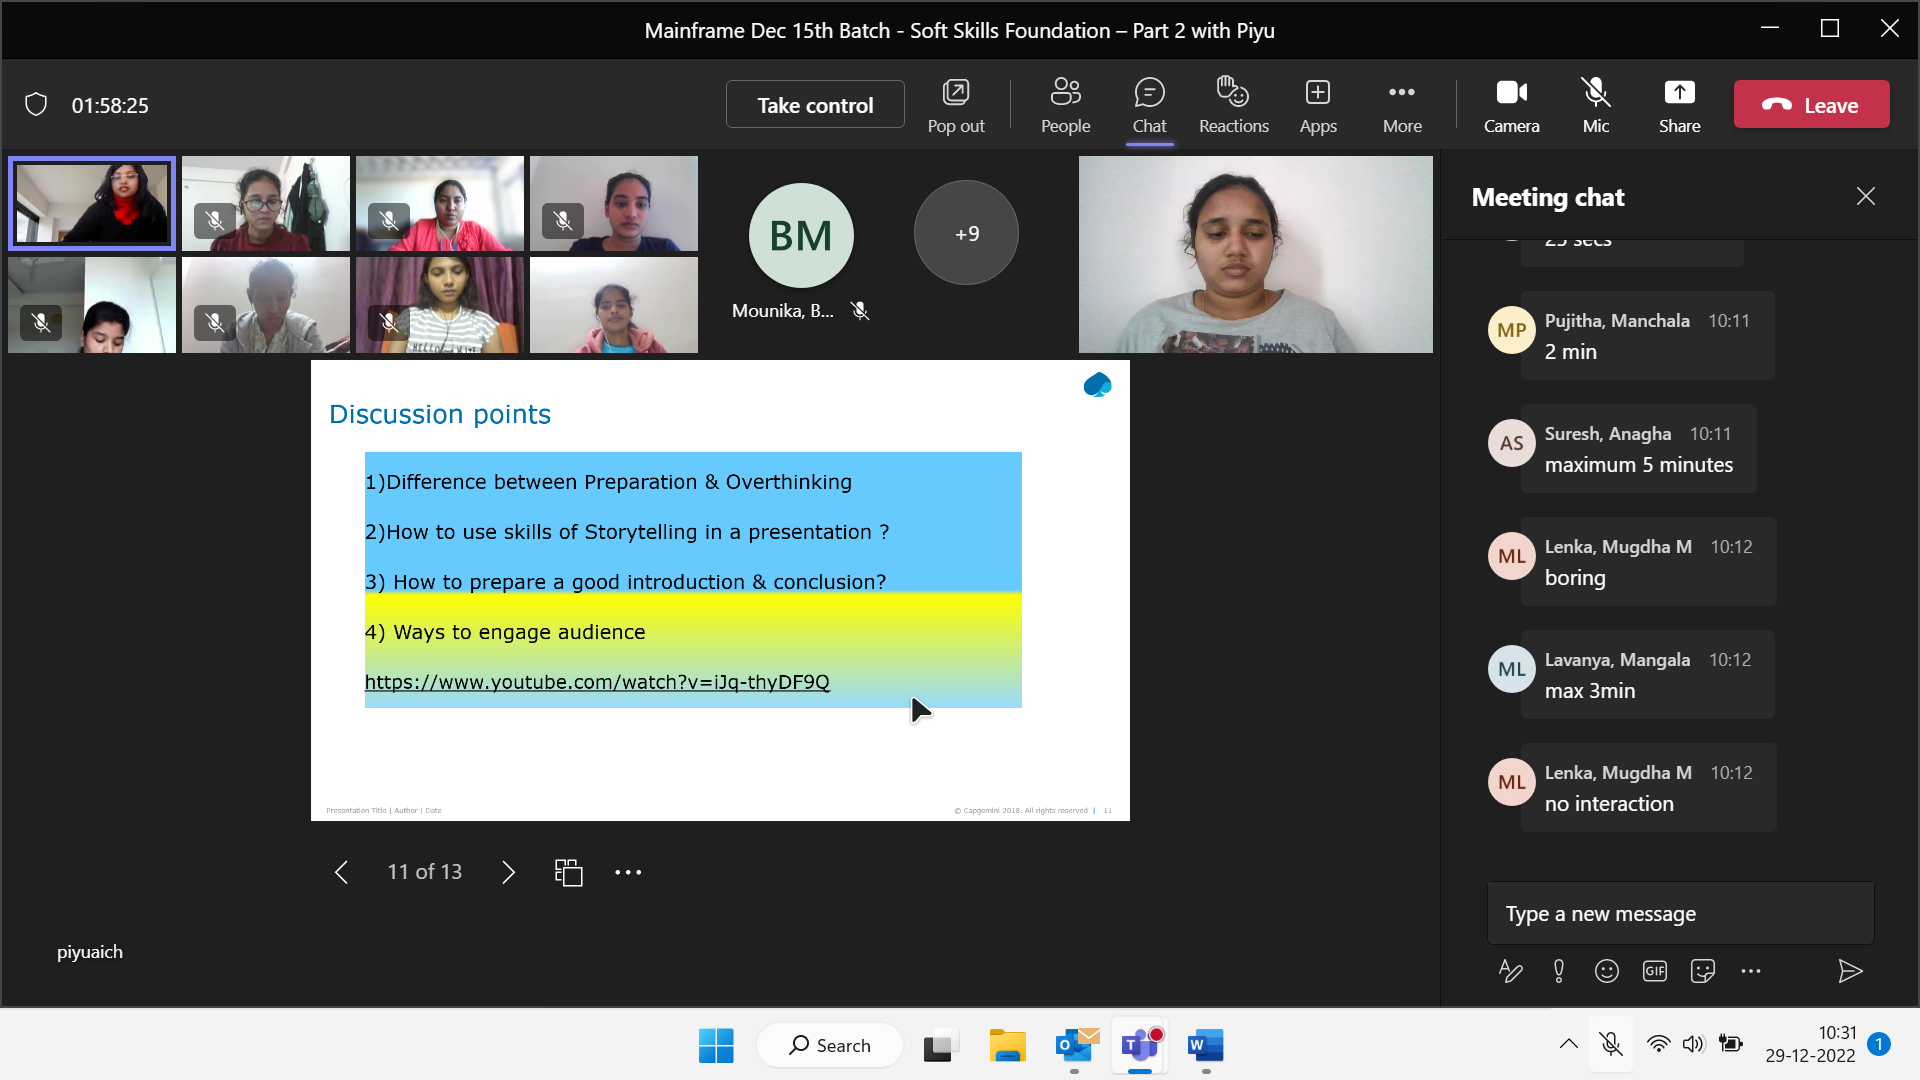 Mainframe Dec 15th Batch - Soft Skills Foundation – Part 2 with Piyu
01:58:25
Take control
Pop out
People
Chat
Reactions
Apps
More
Camera
Mic
Share
Leave
BM
Mounika, B...
+9
Discussion points
1)Difference between Preparation & Overthinking
2)How to use skills of Storytelling in a presentation ?
3) How to prepare a good introduction & conclusion?
4) Ways to engage audience
https://www.youtube.com/watch?v=iJq-thyDF9Q
Presentation Title | Author | Date
© Capgemini 2018. All rights reserved | 11
11 of 13
piyuaich
Meeting chat
25 secs
MP
Pujitha, Manchala 10:11
2 min
AS
Suresh, Anagha 10:11
maximum 5 minutes
ML
Lenka, Mugdha M 10:12
boring
ML
Lavanya, Mangala 10:12
max 3min
ML
Lenka, Mugdha M 10:12
no interaction
Type a new message
GIF
Search
10:31
29-12-2022
1